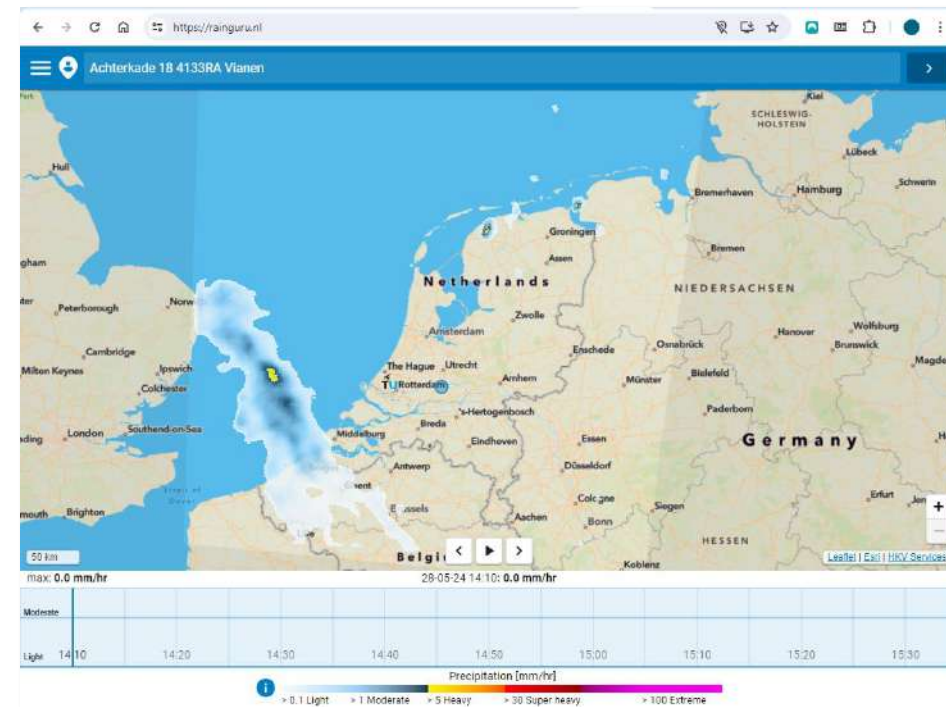 https://rainguru.nl
Achterkade 18 4133RA Vianen
Park
Kiel
SCHLESWIG-
HOLSTEIN
Lübeck
Hull
Schwerin
Bremerhaven
Hamburg
Groningen
Assen
Bremen
gham
Netherlands
NIEDERSACHSEN
Peterborough
Norw
Zwolle
Amsterdam
Wolfsburg
Hanover
Brunswick
Cambridge
Enschede
Osnabrück
Milton Keynes
Ipswich
The Hague
Utrecht
Magde
Colchester
TU
Rotterdam
Arnhem
Münster
Bielefeld
's-Hertogenbosch
Paderborn
London
Southend-on-Sea
Middelburg
Breda
Eindhoven
Essen
Germany
ding
Antwerp
Düsseldorf
ent
mouth
Brighton
E ssels
Aachen
Bonn
Siegen
Erfurt
HESSEN
Belgi
Koblenz
50 km
+
−
Leaflet | Esri | HKV Services
max: 0.0 mm/hr
28-05-24 14:10: 0.0 mm/hr
Moderate
Light
14:10
14:20
14:30
14:40
14:50
15:00
15:10
15:20
15:30
Precipitation [mm/hr]
> 0.1 Light
> 1 Moderate
> 5 Heavy
> 30 Super heavy
> 100 Extreme